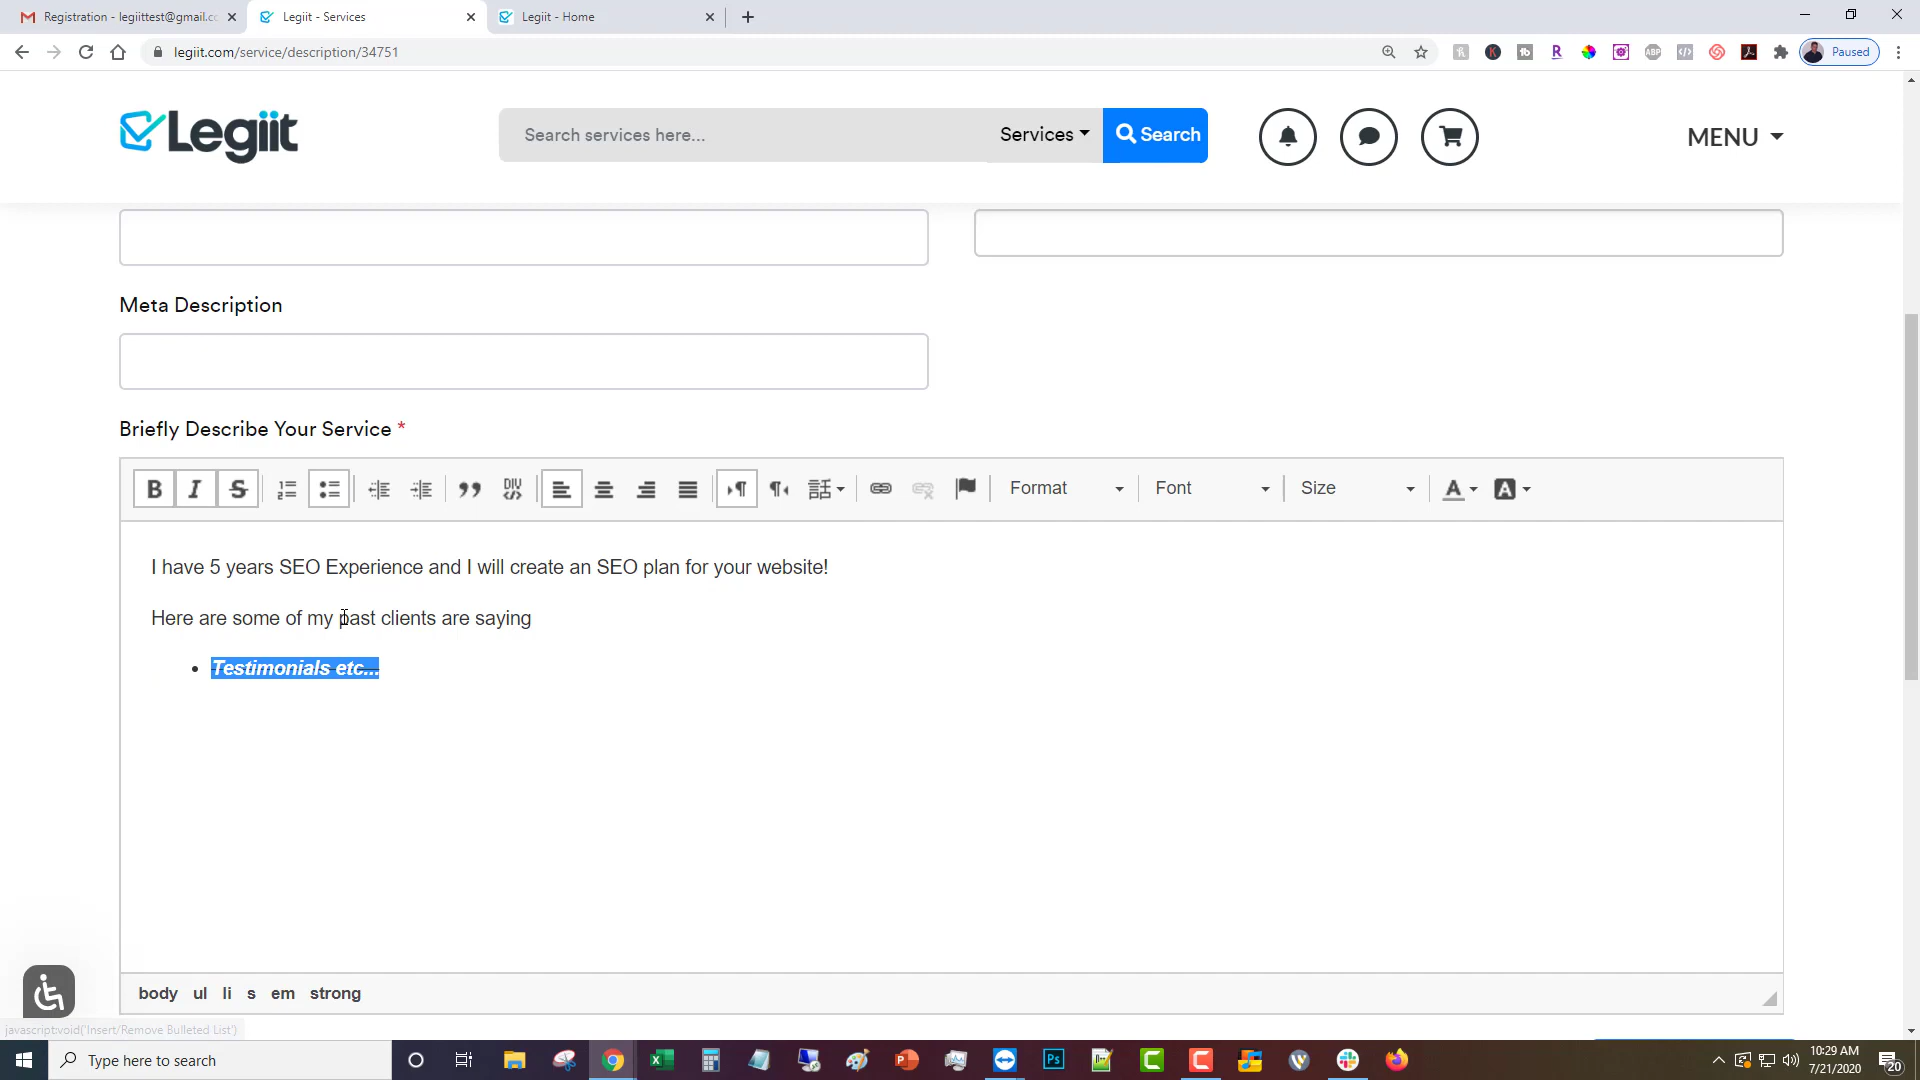 Registration - legiittest@gmail.cc
Legiit - Services
Legiit - Home
legiit.com/service/description/34751
Paused
Legiit
Search services here...
Services
Search
MENU
Meta Description
Briefly Describe Your Service *
Format
Font
Size
I have 5 years SEO Experience and I will create an SEO plan for your website!
Here are some of my past clients are saying
• Testimonials etc...
body ul li s em strong
javascript:void('Insert/Remove Bulleted List')
Type here to search
10:29 AM
7/21/2020
20